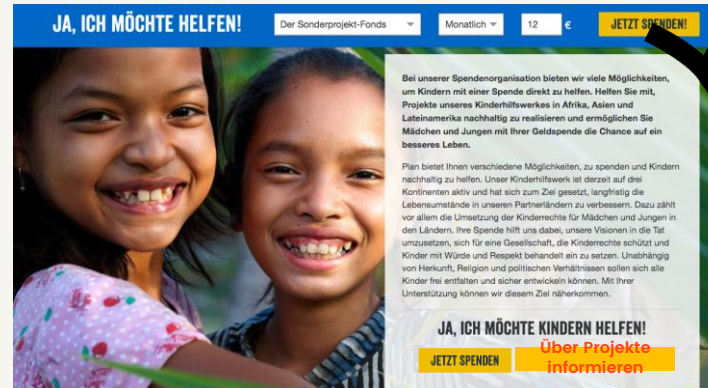 JA, ICH MÖCHTE HELFEN!
Der Sonderprojekt-Fonds
Monatlich
12
€
JETZT SPENDEN!
Bei unserer Spendenorganisation bieten wir viele Möglichkeiten,
um Kindern mit einer Spende direkt zu helfen. Helfen Sie mit,
Projekte unseres Kinderhilfswerkes in Afrika, Asien und
Lateinamerika nachhaltig zu realisieren und ermöglichen Sie
Mädchen und Jungen mit Ihrer Geldspende die Chance auf ein
besseres Leben.
Plan bietet Ihnen verschiedene Möglichkeiten, zu spenden und Kindern
nachhaltig zu helfen. Unser Kinderhilfswerk ist derzeit auf drei
Kontinenten aktiv und hat sich zum Ziel gesetzt, langfristig die
Lebensumstände in unseren Partnerländern zu verbessern. Dazu zählt
vor allem die Umsetzung der Kinderrechte für Mädchen und Jungen in
den Ländern. Ihre Spende hilft uns dabei, unsere Visionen in die Tat
umzusetzen, sich für eine Gesellschaft, die Kinderrechte schützt und
Kinder mit Würde und Respekt behandelt ein zu setzen. Unabhängig
von Herkunft, Religion und politischen Verhältnissen sollen sich alle
Kinder frei entfalten und sicher entwickeln können. Mit Ihrer
Unterstützung können wir diesem Ziel näherkommen.
JA, ICH MÖCHTE KINDERN HELFEN!
JETZT SPENDEN
Über Projekte
informieren